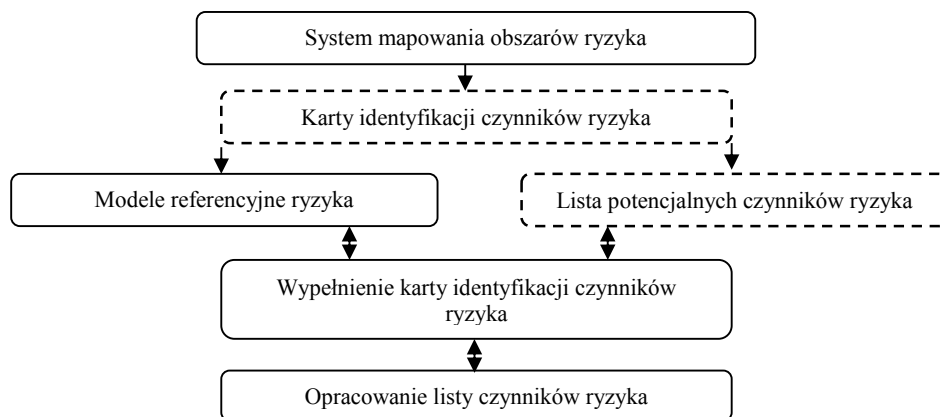 System mapowania obszarów ryzyka
Karty identyfikacji czynników ryzyka
Modele referencyjne ryzyka
Lista potencjalnych czynników ryzyka
Wypełnienie karty identyfikacji czynników
ryzyka
Opracowanie listy czynników ryzyka